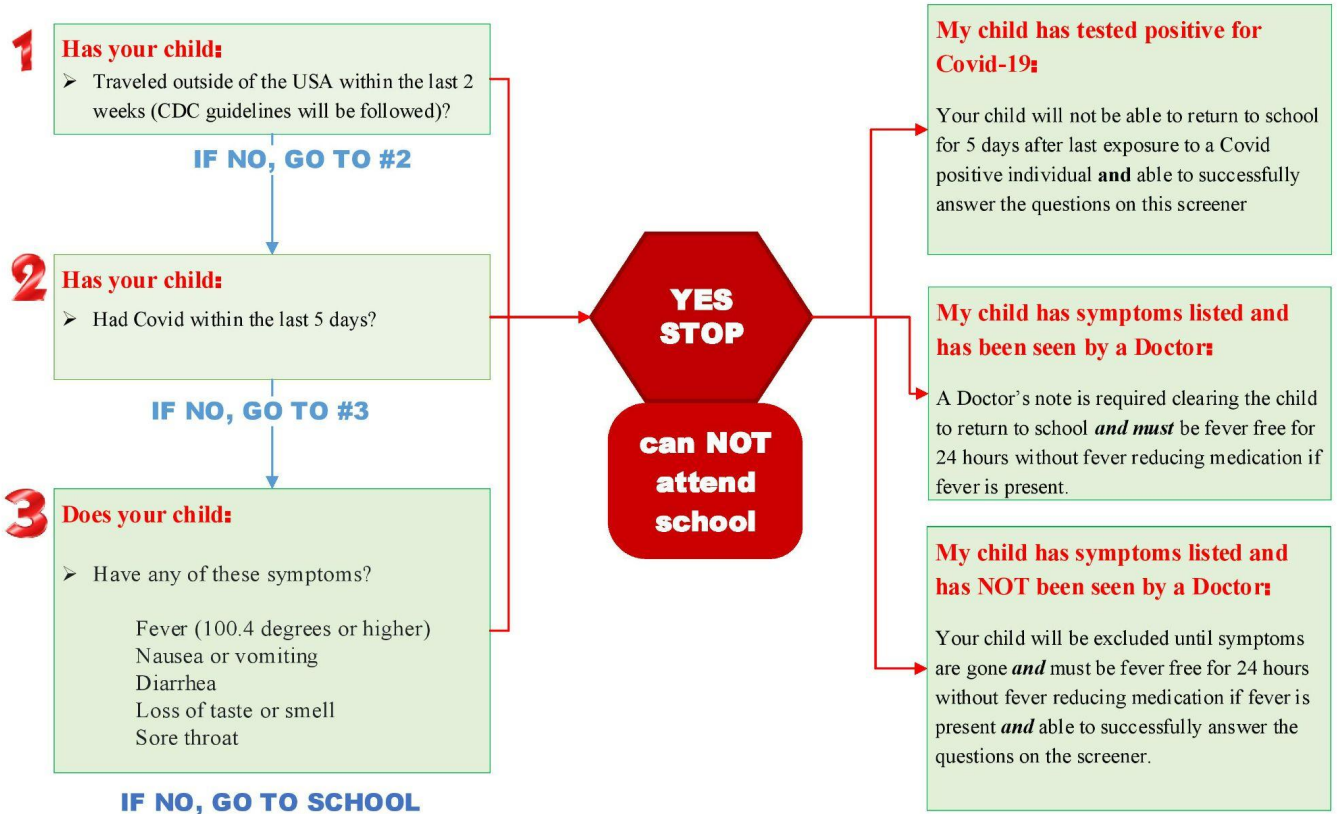 1
Has your child:
➢ Traveled outside of the USA within the last 2
weeks (CDC guidelines will be followed)?
IF NO, GO TO #2
2
Has your child:
➢ Had Covid within the last 5 days?
IF NO, GO TO #3
3
Does your child:
➢ Have any of these symptoms?
Fever (100.4 degrees or higher)
Nausea or vomiting
Diarrhea
Loss of taste or smell
Sore throat
IF NO, GO TO SCHOOL
YES
STOP
can NOT
attend
school
My child has tested positive for
Covid-19:
Your child will not be able to return to school
for 5 days after last exposure to a Covid
positive individual and able to successfully
answer the questions on this screener
My child has symptoms listed and
has been seen by a Doctor:
A Doctor’s note is required clearing the child
to return to school and must be fever free for
24 hours without fever reducing medication if
fever is present.
My child has symptoms listed and
has NOT been seen by a Doctor:
Your child will be excluded until symptoms
are gone and must be fever free for 24 hours
without fever reducing medication if fever is
present and able to successfully answer the
questions on the screener.